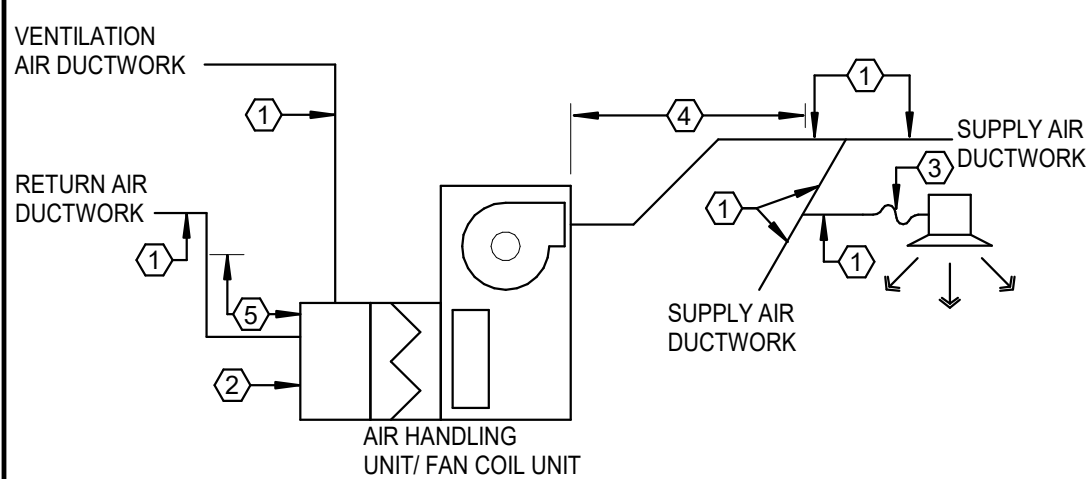 VENTILATION
AIR DUCTWORK
1
1
4
SUPPLY AIR
DUCTWORK
3
RETURN AIR
DUCTWORK
1
1
1
5
SUPPLY AIR
DUCTWORK
2
AIR HANDLING
UNIT/ FAN COIL UNIT